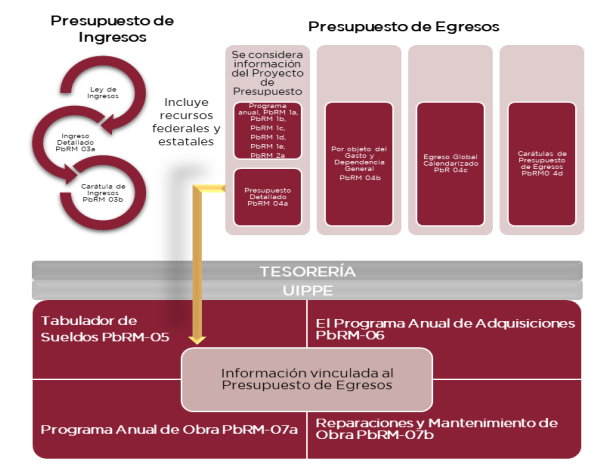 Presupuesto de
Ingresos
Ley de
Ingresos
Ingreso
Detallado
PbRM 03a
Carátula de
Ingresos
PbRM 03b
Incluye
recursos
federales y
estatales
Presupuesto de Egresos
Se considera
información
del Proyecto
de
Presupuesto
Programa
anual, PbRM 1a,
PbRM 1b,
PbRM 1c,
PbRM 1d,
PbRM 1e,
PbRM 2a
Presupuesto
Detallado
PbRM 04a
Por objeto del
Gasto y
Dependencia
General
PbRM 04b
Egreso Global
Calendarizado
PbR 04c
Carátulas de
Presupuesto
de Egresos
PbRM0 4d
TESORERÍA
UIPPE
Tabulador de
Sueldos PbRM-05
El Programa Anual de Adquisiciones
PbRM-06
Información vinculada al
Presupuesto de Egresos
Programa Anual de Obra PbRM-07a
Reparaciones y Mantenimiento de
Obra PbRM-07b